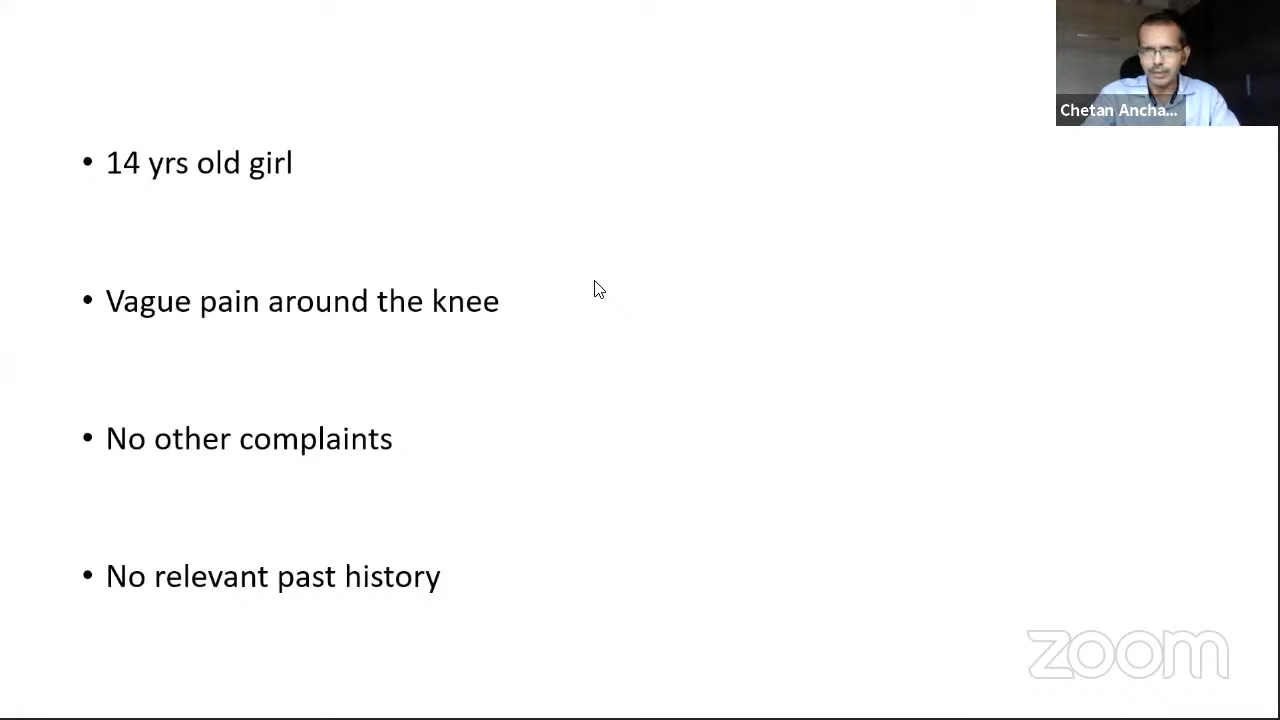 Chetan Ancha...
• 14 yrs old girl
• Vague pain around the knee
• No other complaints
• No relevant past history
zoom